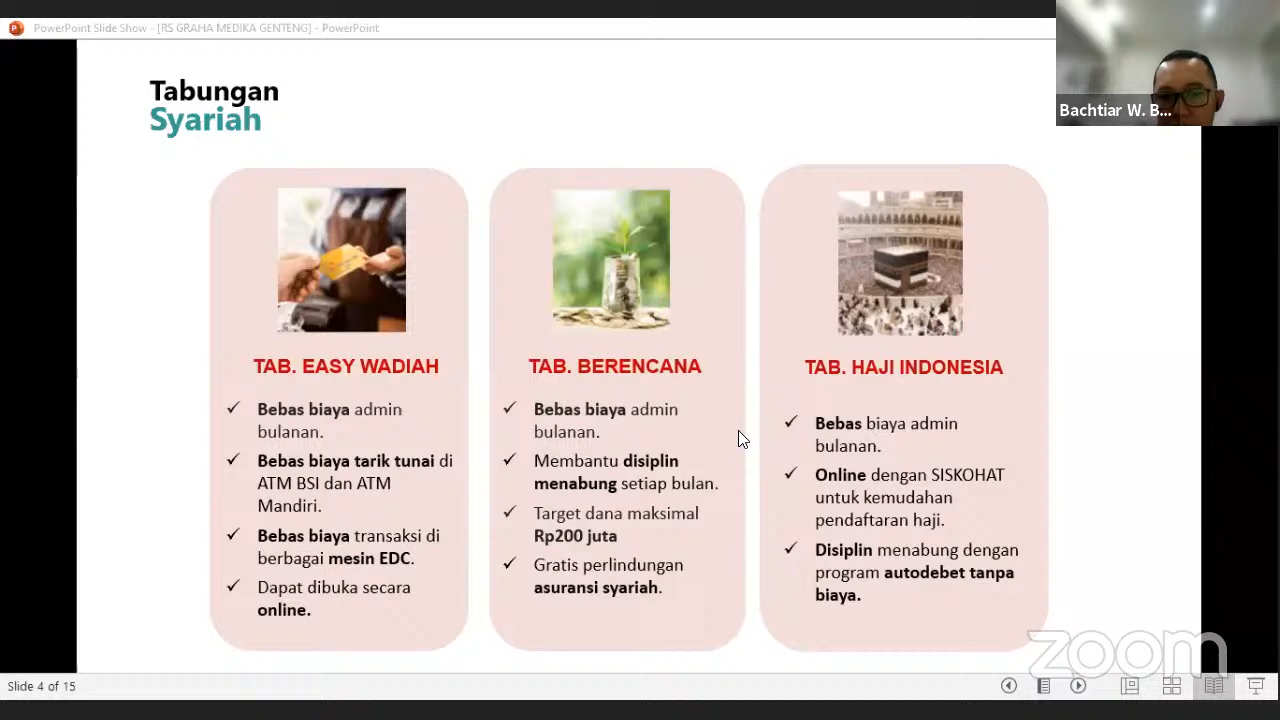 PowerPoint Slide Show - [RS GRAHA MEDIKA GENTENG] - PowerPoint
Bachtiar W. B...
Tabungan
Syariah
TAB. EASY WADIAH
Bebas biaya admin
bulanan.
Bebas biaya tarik tunai di
ATM BSI dan ATM
Mandiri.
Bebas biaya transaksi di
berbagai mesin EDC.
Dapat dibuka secara
online.
TAB. BERENCANA
Bebas biaya admin
bulanan.
Membantu disiplin
menabung setiap bulan.
Target dana maksimal
Rp200 juta
Gratis perlindungan
asuransi syariah.
TAB. HAJI INDONESIA
Bebas biaya admin
bulanan.
Online dengan SISKOHAT
untuk kemudahan
pendaftaran haji.
Disiplin menabung dengan
program autodebet tanpa
biaya.
zoom
Slide 4 of 15